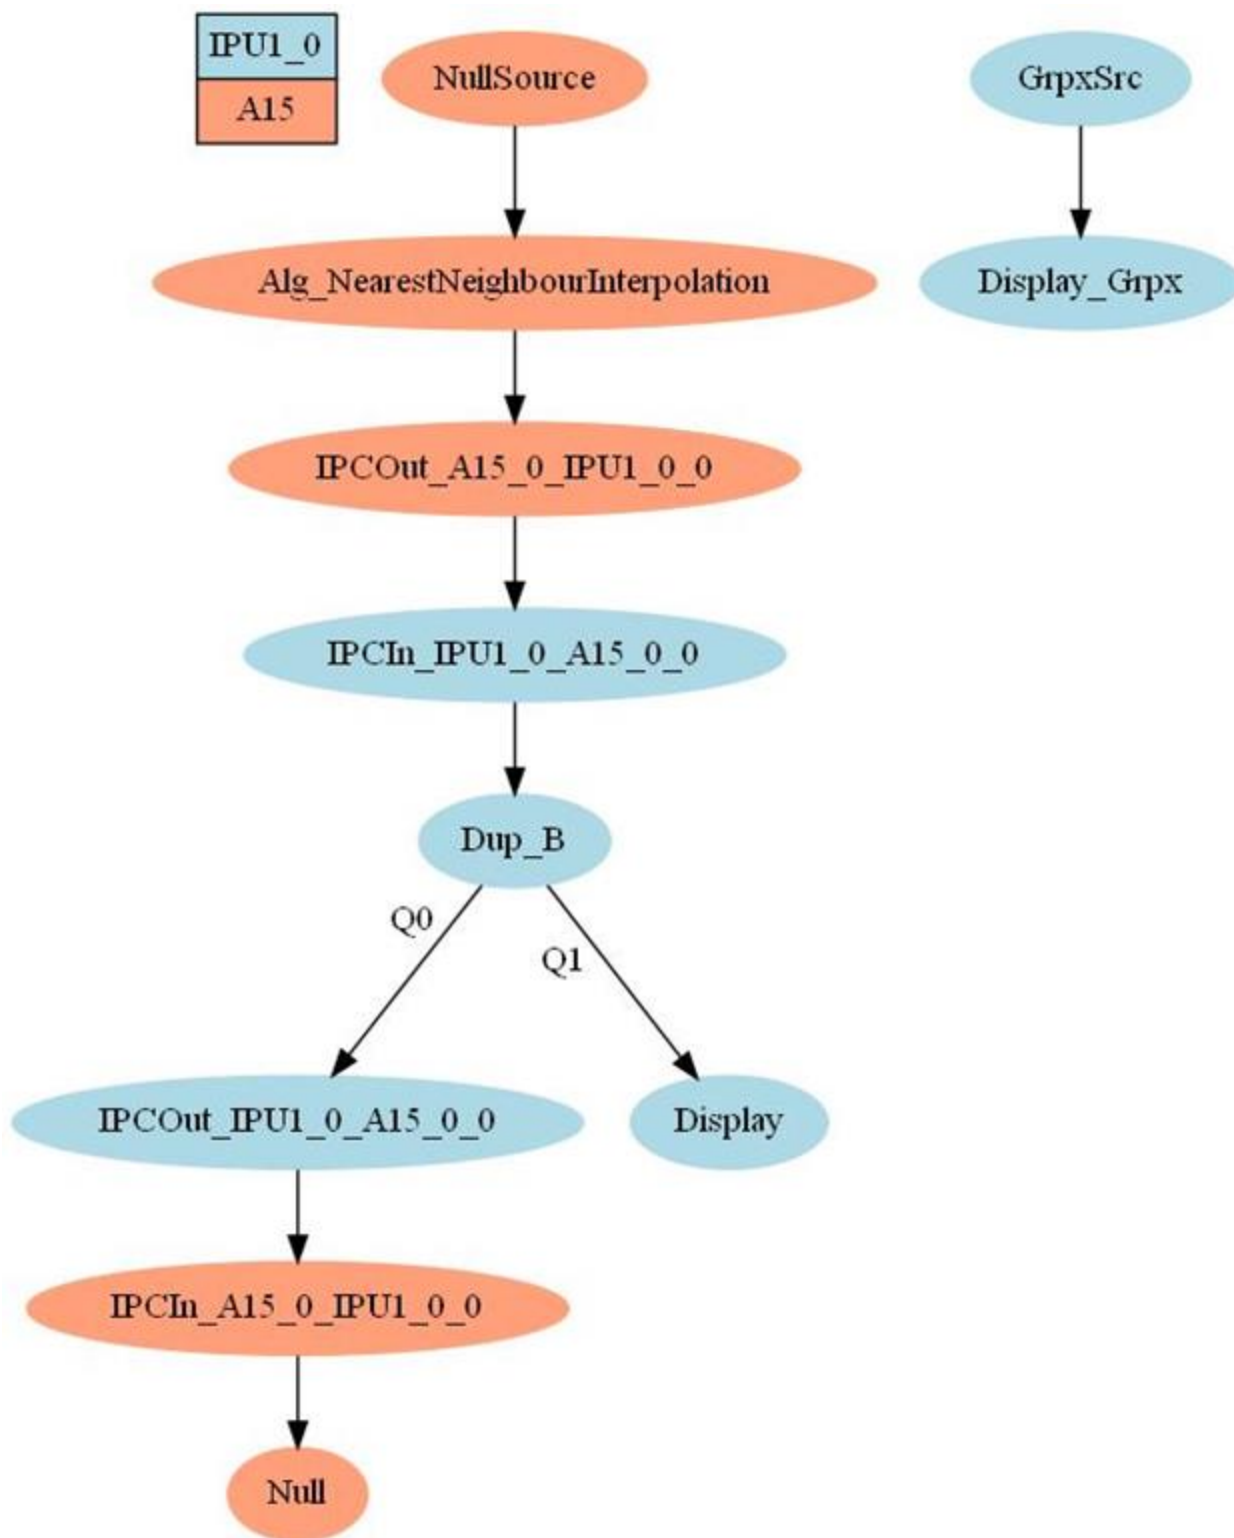 IPU1_0
A15
NullSource
GrpxSrc
Alg_NearestNeighbourInterpolation
Display_Grpx
IPCOut_A15_0_IPU1_0_0
IPCIn_IPU1_0_A15_0_0
Dup_B
Q0
Q1
IPCOut_IPU1_0_A15_0_0
Display
IPCIn_A15_0_IPU1_0_0
Null